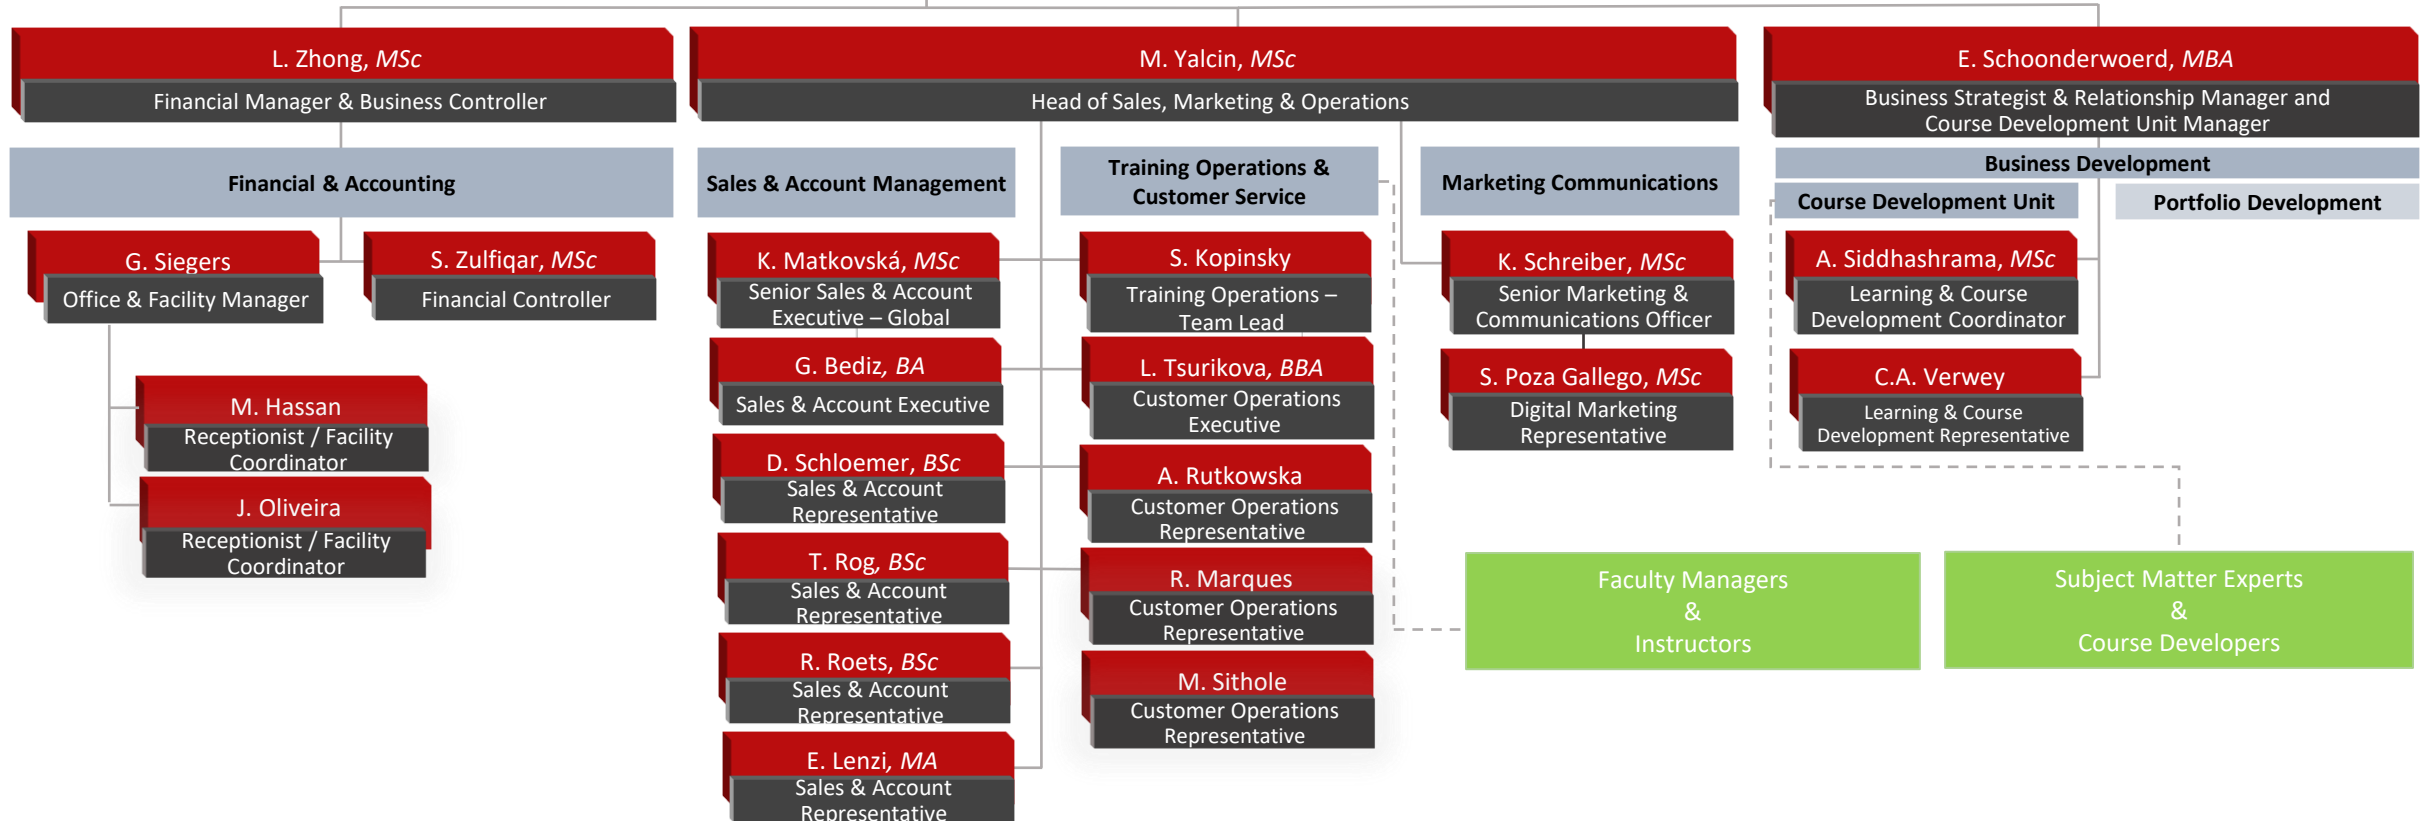 L. Zhong, MSc
Financial Manager & Business Controller
M. Yalcin, MSc
Head of Sales, Marketing & Operations
E. Schoonderwoerd, MBA
Business Strategist & Relationship Manager and
Course Development Unit Manager
Financial & Accounting
G. Siegers
Office & Facility Manager
S. Zulfiqar, MSc
Financial Controller
M. Hassan
Receptionist / Facility
Coordinator
J. Oliveira
Receptionist / Facility
Coordinator
Sales & Account Management
K. Matkovská, MSc
Senior Sales & Account
Executive – Global
G. Bediz, BA
Sales & Account Executive
D. Schloemer, BSc
Sales & Account
Representative
T. Rog, BSc
Sales & Account
Representative
R. Roets, BSc
Sales & Account
Representative
E. Lenzi, MA
Sales & Account
Representative
Training Operations &
Customer Service
S. Kopinsky
Training Operations –
Team Lead
L. Tsurikova, BBA
Customer Operations
Executive
A. Rutkowska
Customer Operations
Representative
R. Marques
Customer Operations
Representative
M. Sithole
Customer Operations
Representative
Marketing Communications
K. Schreiber, MSc
Senior Marketing &
Communications Officer
S. Poza Gallego, MSc
Digital Marketing
Representative
Business Development
Course Development Unit
Portfolio Development
A. Siddhashrama, MSc
Learning & Course
Development Coordinator
C.A. Verwey
Learning & Course
Development Representative
Faculty Managers
&
Instructors
Subject Matter Experts
&
Course Developers